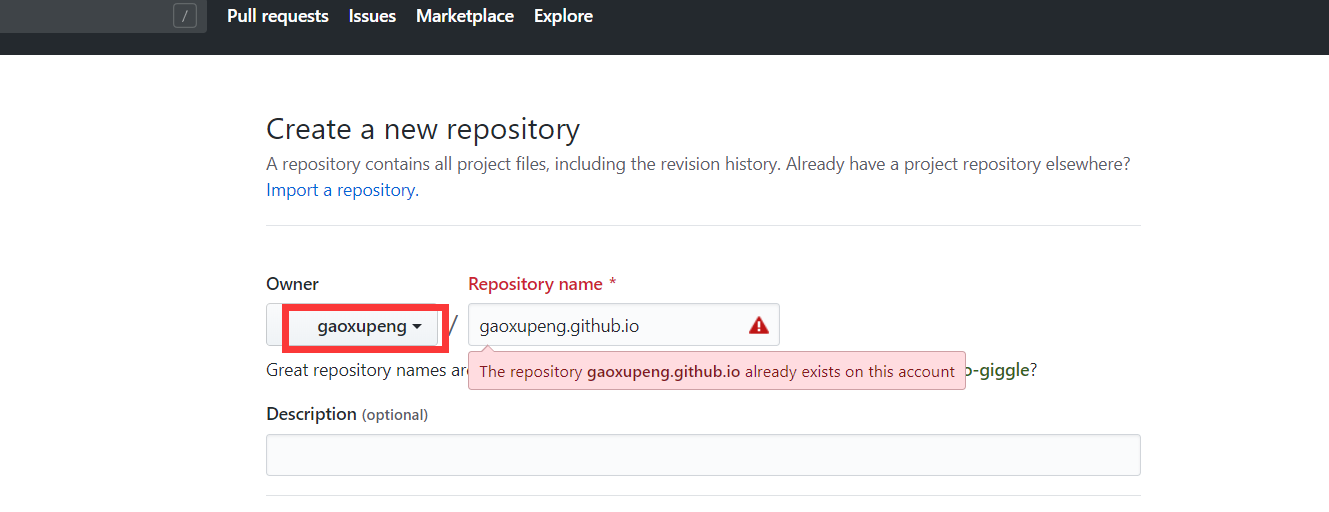 / Pull requests Issues Marketplace Explore
Create a new repository
A repository contains all project files, including the revision history. Already have a project repository elsewhere?
Import a repository.
Owner Repository name *
gaoxupeng / gaoxupeng.github.io
The repository gaoxupeng.github.io already exists on this account
Great repository names are o-giggle?
Description (optional)